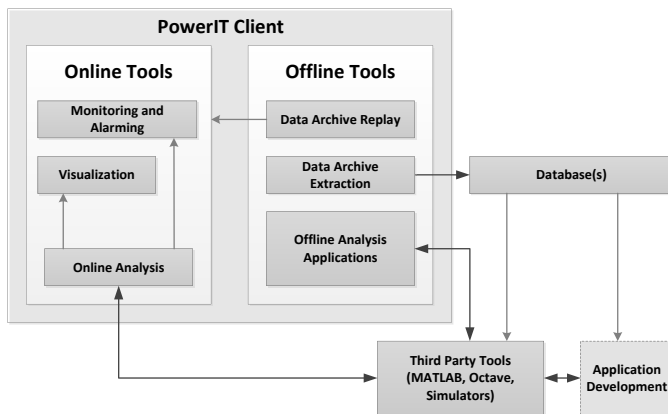 PowerIT Client
Online Tools
Offline Tools
Monitoring and
Alarming
Data Archive Replay
Visualization
Data Archive
Extraction
Database(s)
Offline Analysis
Applications
Online Analysis
Third Party Tools
(MATLAB, Octave,
Simulators)
Application
Development